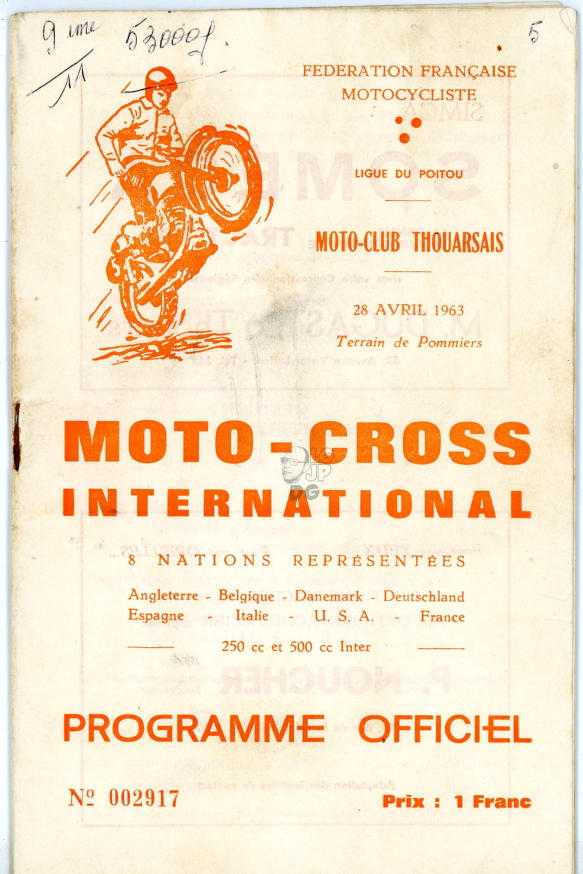 9 ème
11
53000f.
5
FEDERATION FRANÇAISE
MOTOCYCLISTE
LIGUE DU POITOU
MOTO-CLUB THOUARSAIS
28 AVRIL 1963
Terrain de Pommiers
MOTO-CROSS
INTERNATIONAL
8 NATIONS REPRÉSENTÉES
Angleterre - Belgique - Danemark - Deutschland
Espagne - Italie - U. S. A. - France
250 cc et 500 cc Inter
PROGRAMME OFFICIEL
Nº 002917
Prix : 1 Franc